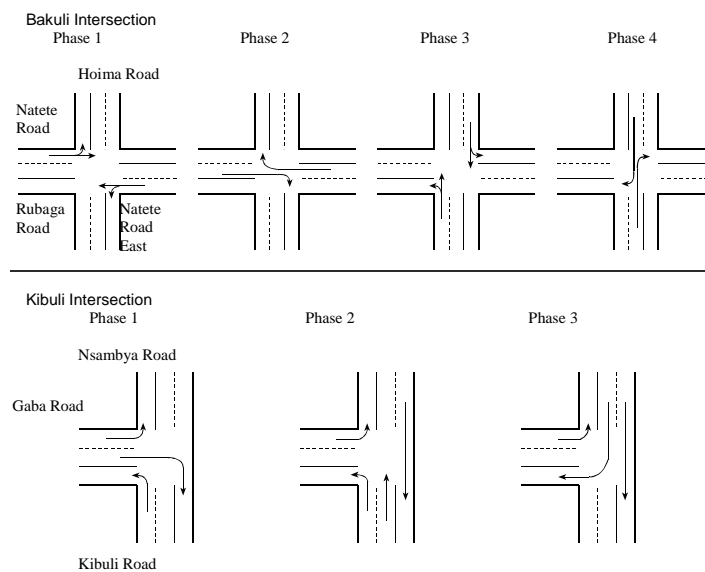 Bakuli Intersection
Phase 1
Phase 2
Phase 3
Phase 4
Hoima Road
Natete
Road
Rubaga
Road
Natete
Road
East
Kibuli Intersection
Phase 1
Phase 2
Phase 3
Nsambya Road
Gaba Road
Kibuli Road